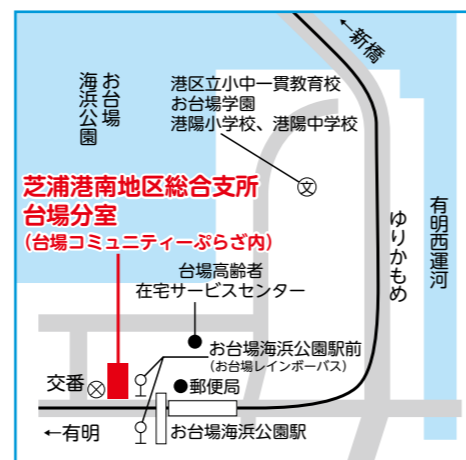 ←新橋
お台場
海浜公園
港区立小中一貫教育校
お台場学園
港陽小学校、港陽中学校
文
芝浦港南地区総合支所
台場分室
(台場コミュニティーぷらざ内)
ゆりかもめ
有明西運河
台場高齢者
在宅サービスセンター
お台場海浜公園駅前
(お台場レインボーバス)
交番
郵便局
←有明
お台場海浜公園駅